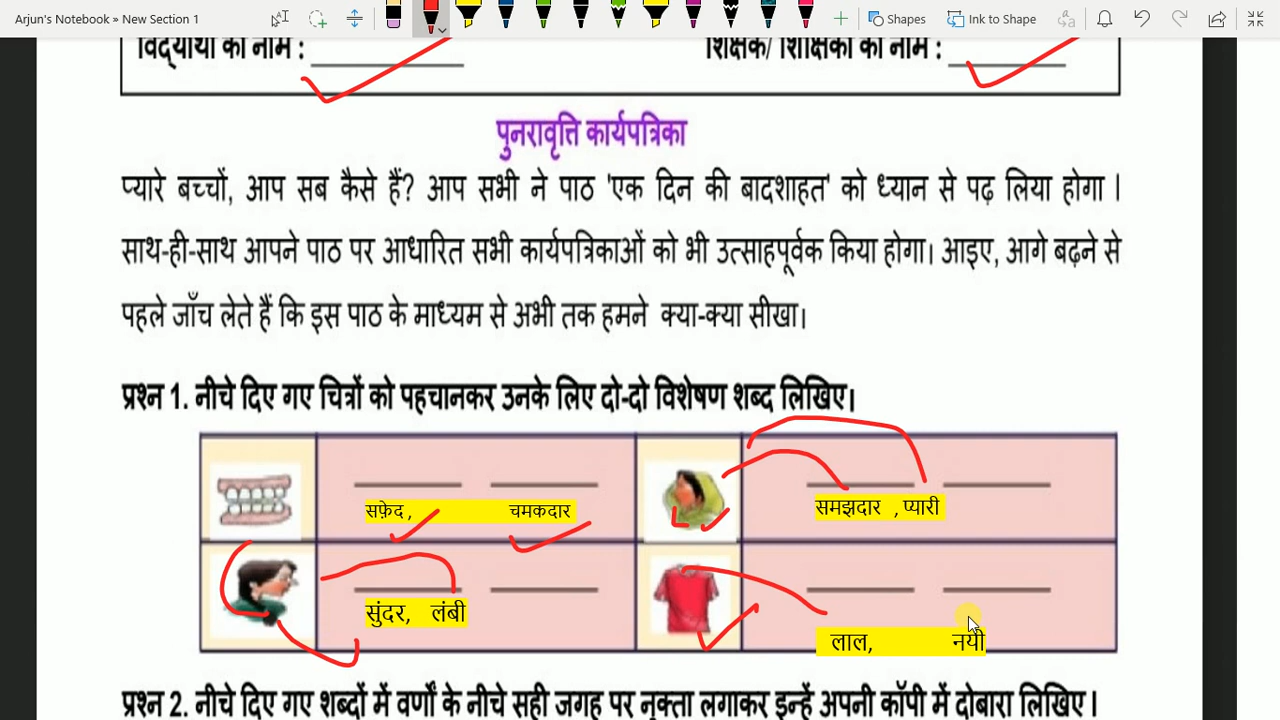 Arjun's Notebook » New Section 1
Shapes
Ink to Shape
विद्यार्थी का नाम : शिक्षक/ शिक्षिका का नाम :
पुनरावृत्ति कार्यपत्रिका
प्यारे बच्चों, आप सब कैसे हैं? आप सभी ने पाठ 'एक दिन की बादशाहत' को ध्यान से पढ़ लिया होगा ।
साथ-ही-साथ आपने पाठ पर आधारित सभी कार्यपत्रिकाओं को भी उत्साहपूर्वक किया होगा। आइए, आगे बढ़ने से
पहले जाँच लेते हैं कि इस पाठ के माध्यम से अभी तक हमने क्या-क्या सीखा।
प्रश्न 1. नीचे दिए गए चित्रों को पहचानकर उनके लिए दो-दो विशेषण शब्द लिखिए।
सफ़ेद , चमकदार
समझदार , प्यारी
सुंदर, लंबी
लाल, नयी
प्रश्न 2. नीचे दिए गए शब्दों में वर्णों के नीचे सही जगह पर नुक्ता लगाकर इन्हें अपनी कॉपी में दोबारा लिखिए ।